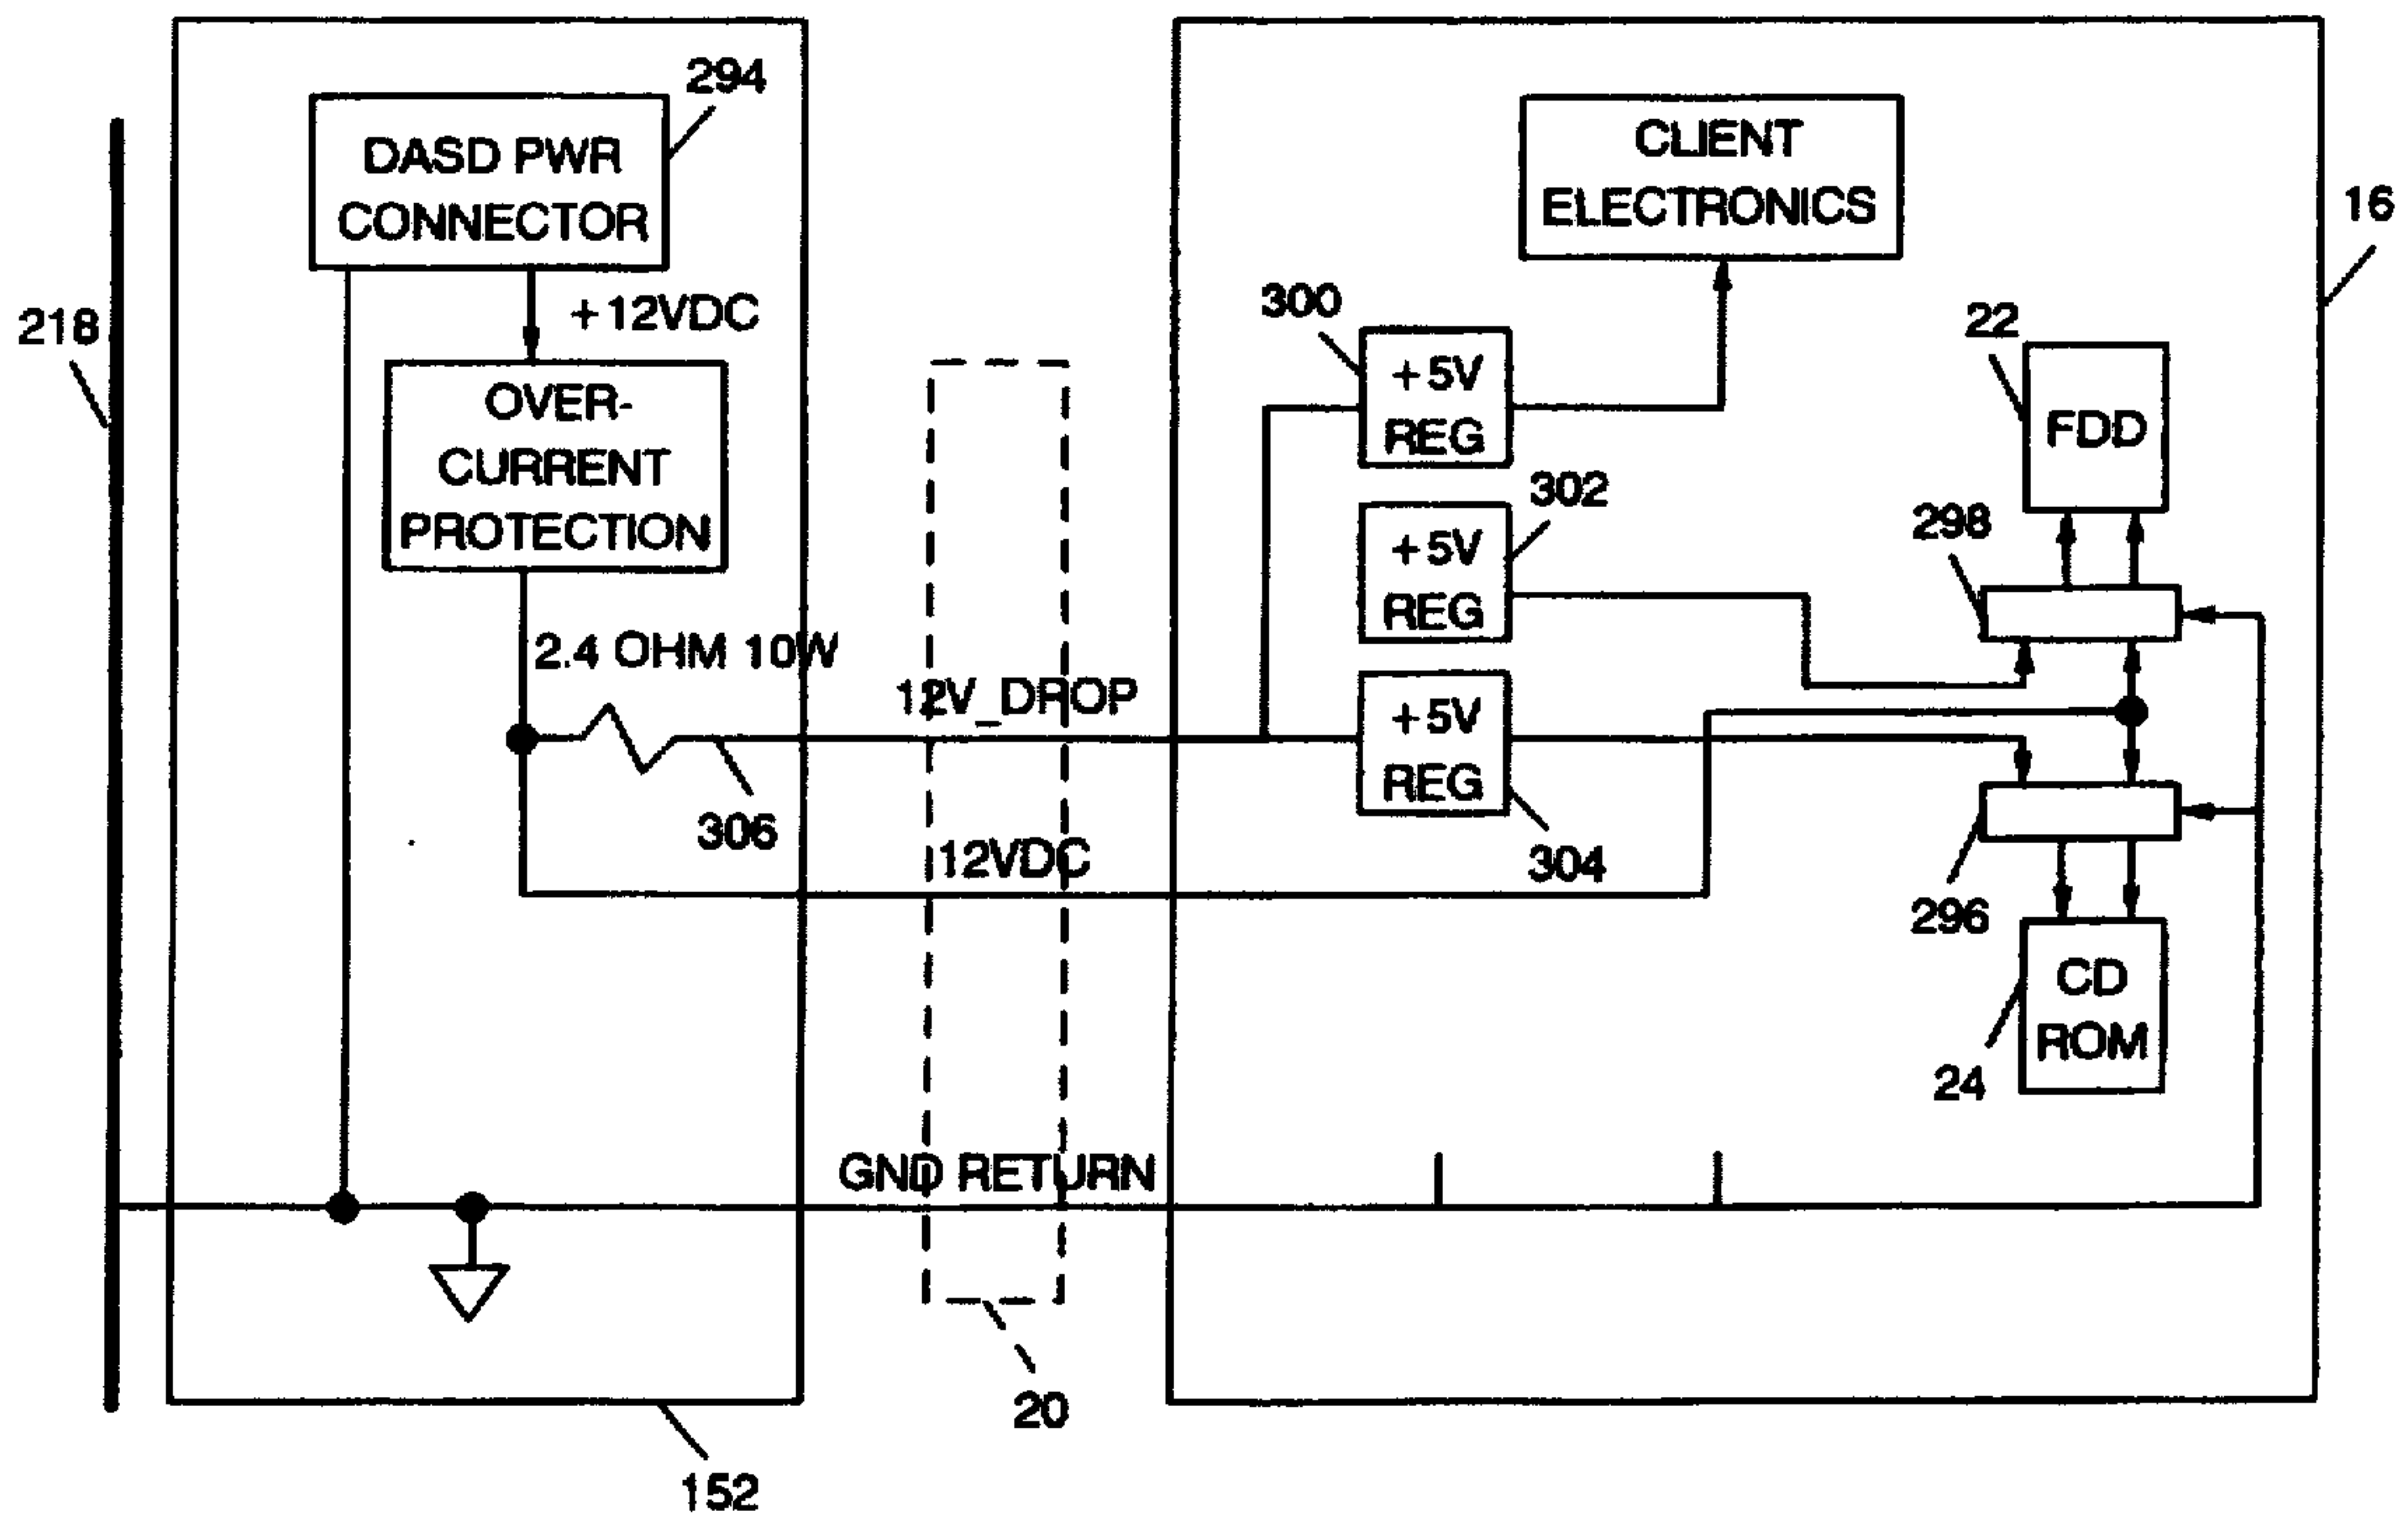 294
DASD PWR
CONNECTOR
+12VDC
218
OVER-
CURRENT
PROTECTION
2.4 OHM 10W
306
152
12V_DROP
12VDC
GND RETURN
20
CLIENT
ELECTRONICS
16
300
+5V
REG
302
+5V
REG
+5V
REG
304
22
FDD
298
296
CD
ROM
24